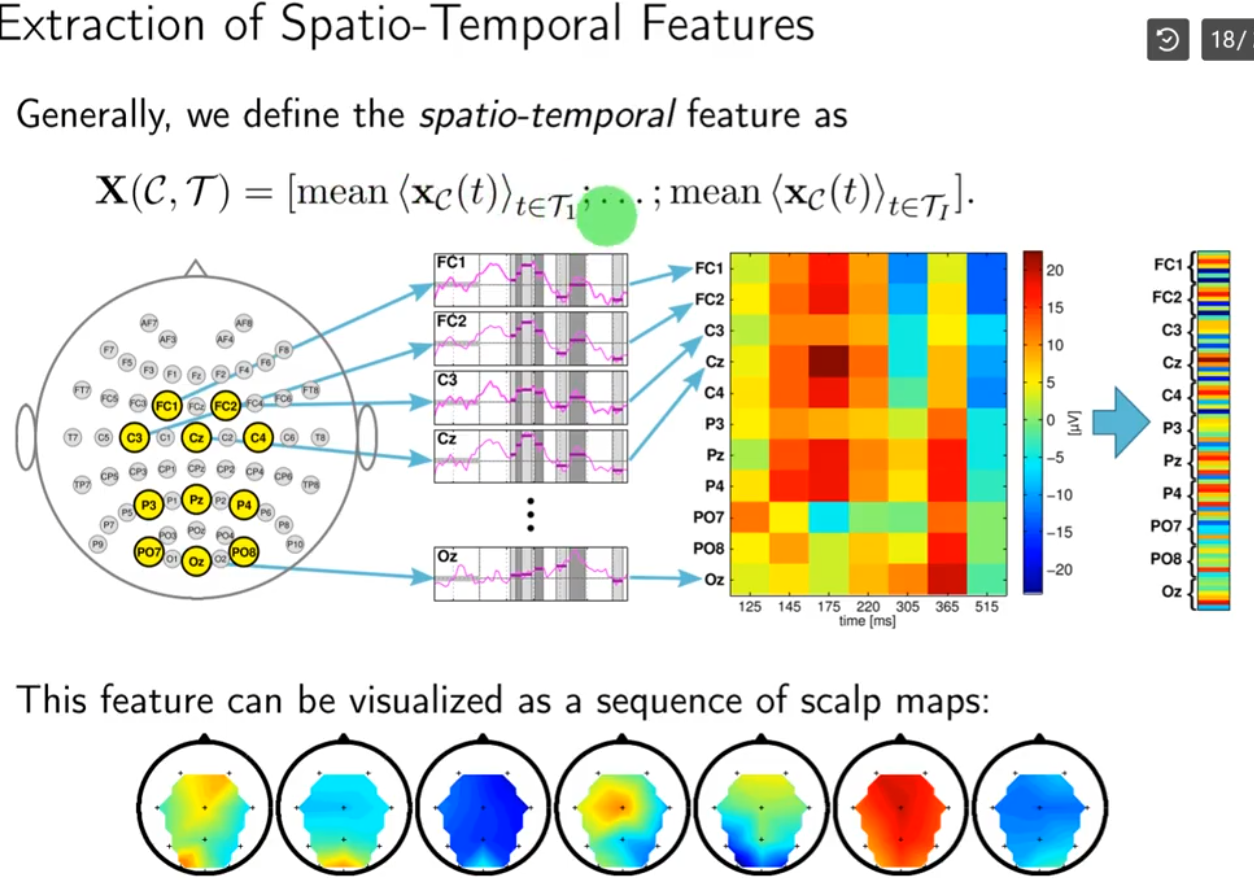 Extraction of Spatio-Temporal Features
18/
Generally, we define the spatio-temporal feature as
X(C, T) = [mean ⟨x_C(t)⟩_{t∈T_1}; . . . ; mean ⟨x_C(t)⟩_{t∈T_I}].
AF7 AF8
AF3 AF4
F7 F5 F3 F1 Fz F2 F4 F6 F8
FT7 FC5 FC3 FC1 FCz FC2 FC4 FC6 FT8
T7 C5 C3 C1 Cz C2 C4 C6 T8
TP7 CP5 CP3 CP1 CPz CP2 CP4 CP6 TP8
P9 P7 P5 P3 P1 Pz P2 P4 P6 P8 P10
PO7 PO3 POz PO4 PO8
O1 Oz O2
FC1
FC2
C3
Cz
Oz
FC1
FC2
C3
Cz
C4
P3
Pz
P4
PO7
PO8
Oz
125 145 175 220 305 365 515
time [ms]
20
15
10
5
0
−5
−10
−15
−20
[µV]
FC1
FC2
C3
Cz
C4
P3
Pz
P4
PO7
PO8
Oz
This feature can be visualized as a sequence of scalp maps: